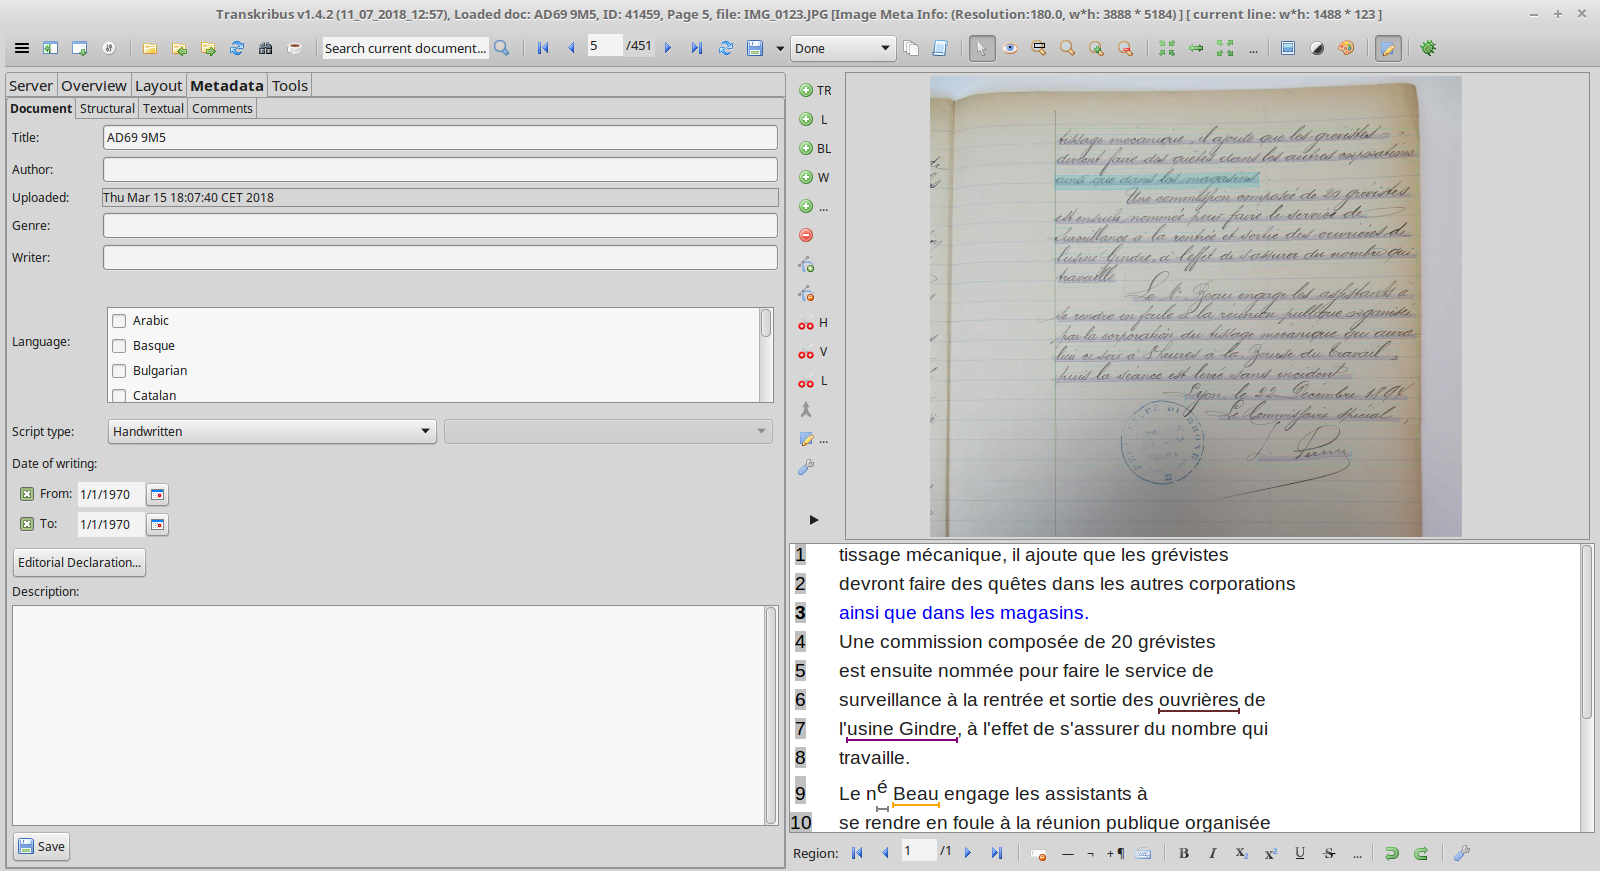 Transkribus v1.4.2 (11_07_2018_12:57), Loaded doc: AD69 9M5, ID: 41459, Page 5, file: IMG_0123.JPG [Image Meta Info: (Resolution:180.0, w*h: 3888 * 5184) ] [ current line: w*h: 1488 * 123 ]
Search current document...
5 /451
Done
...
Server Overview Layout Metadata Tools
Document Structural Textual Comments
Title: AD69 9M5
Author:
Uploaded: Thu Mar 15 18:07:40 CET 2018
Genre:
Writer:
Language:
Arabic
Basque
Bulgarian
Catalan
Script type: Handwritten
Date of writing:
From: 1/1/1970
To: 1/1/1970
Editorial Declaration...
Description:
Save
TR
L
BL
W
...
H
V
L
...
tissage mécanique, il ajoute que les grévistes
devront faire des quêtes dans les autres corporations
ainsi que dans les magasins.
Une commission composée de 20 grévistes
est ensuite nommée pour faire le service de
surveillance à la rentrée et sortie des ouvrières de
l'usine Gindre, à l'effet de s'assurer du nombre qui
travaille.
Le né Beau engage les assistants à
se rendre en foule à la réunion publique organisée
par la corporation du tissage mécanique qui aura
lieu ce soir à 8 heures à la Bourse du Travail,
puis la séance est levée sans incident
Lyon, le 22 Décembre 189
Le Commissaire spécial,
1 tissage mécanique, il ajoute que les grévistes
2 devront faire des quêtes dans les autres corporations
3 ainsi que dans les magasins.
4 Une commission composée de 20 grévistes
5 est ensuite nommée pour faire le service de
6 surveillance à la rentrée et sortie des ouvrières de
7 l'usine Gindre, à l'effet de s'assurer du nombre qui
8 travaille.
9 Le né Beau engage les assistants à
10 se rendre en foule à la réunion publique organisée
Region: 1 /1
B I X₂ X² U S ...